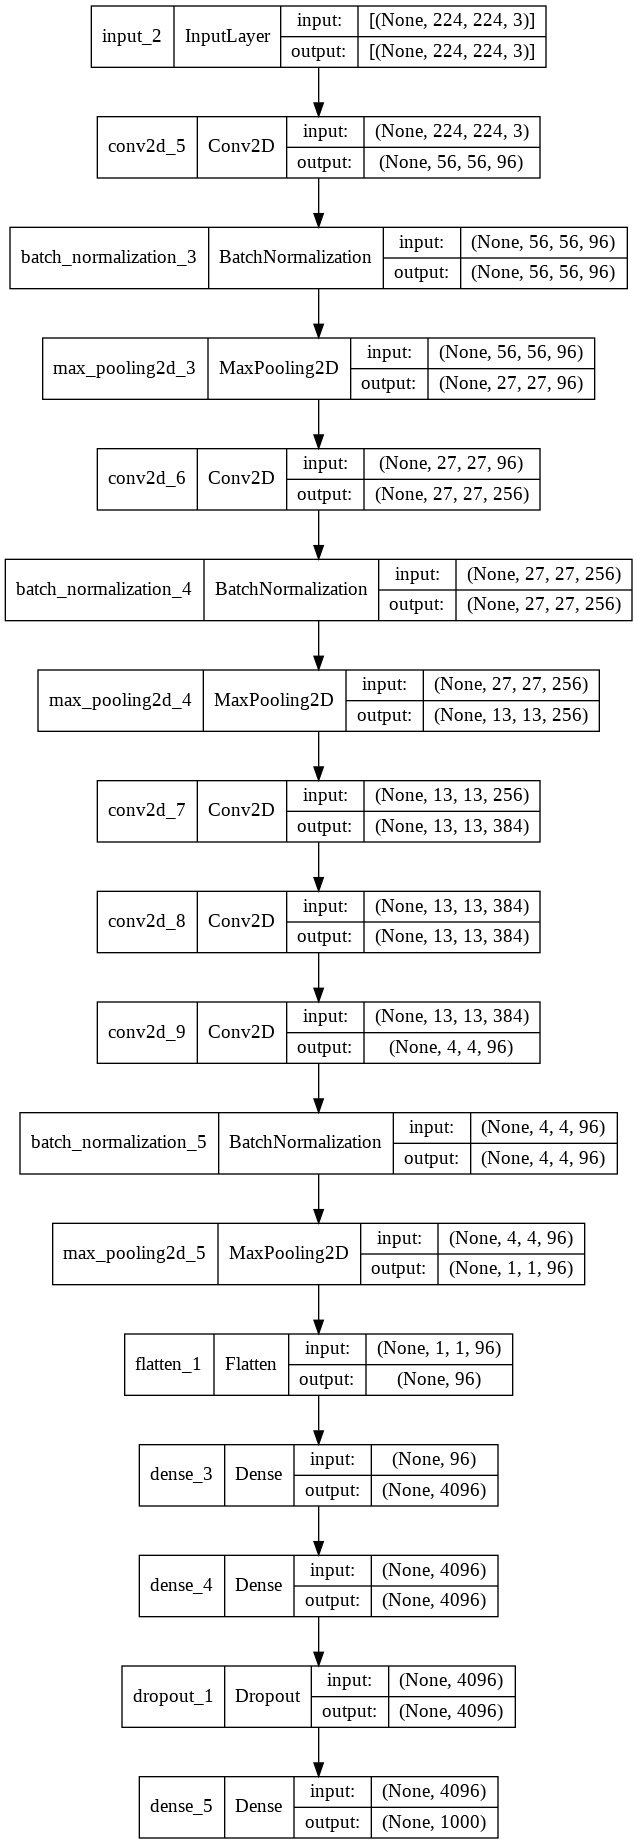 input_2 InputLayer input: [(None, 224, 224, 3)]
output: [(None, 224, 224, 3)]
conv2d_5 Conv2D input: (None, 224, 224, 3)
output: (None, 56, 56, 96)
batch_normalization_3 BatchNormalization input: (None, 56, 56, 96)
output: (None, 56, 56, 96)
max_pooling2d_3 MaxPooling2D input: (None, 56, 56, 96)
output: (None, 27, 27, 96)
conv2d_6 Conv2D input: (None, 27, 27, 96)
output: (None, 27, 27, 256)
batch_normalization_4 BatchNormalization input: (None, 27, 27, 256)
output: (None, 27, 27, 256)
max_pooling2d_4 MaxPooling2D input: (None, 27, 27, 256)
output: (None, 13, 13, 256)
conv2d_7 Conv2D input: (None, 13, 13, 256)
output: (None, 13, 13, 384)
conv2d_8 Conv2D input: (None, 13, 13, 384)
output: (None, 13, 13, 384)
conv2d_9 Conv2D input: (None, 13, 13, 384)
output: (None, 4, 4, 96)
batch_normalization_5 BatchNormalization input: (None, 4, 4, 96)
output: (None, 4, 4, 96)
max_pooling2d_5 MaxPooling2D input: (None, 4, 4, 96)
output: (None, 1, 1, 96)
flatten_1 Flatten input: (None, 1, 1, 96)
output: (None, 96)
dense_3 Dense input: (None, 96)
output: (None, 4096)
dense_4 Dense input: (None, 4096)
output: (None, 4096)
dropout_1 Dropout input: (None, 4096)
output: (None, 4096)
dense_5 Dense input: (None, 4096)
output: (None, 1000)